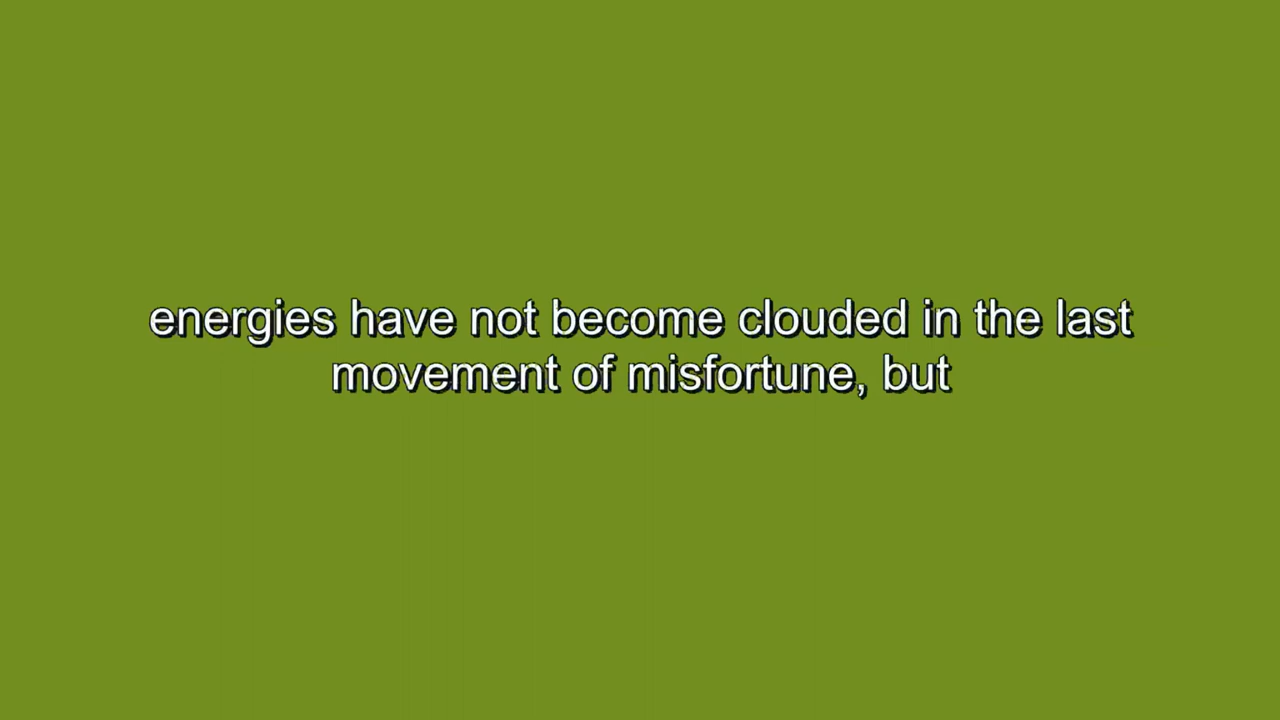 energies have not become clouded in the last
movement of misfortune, but